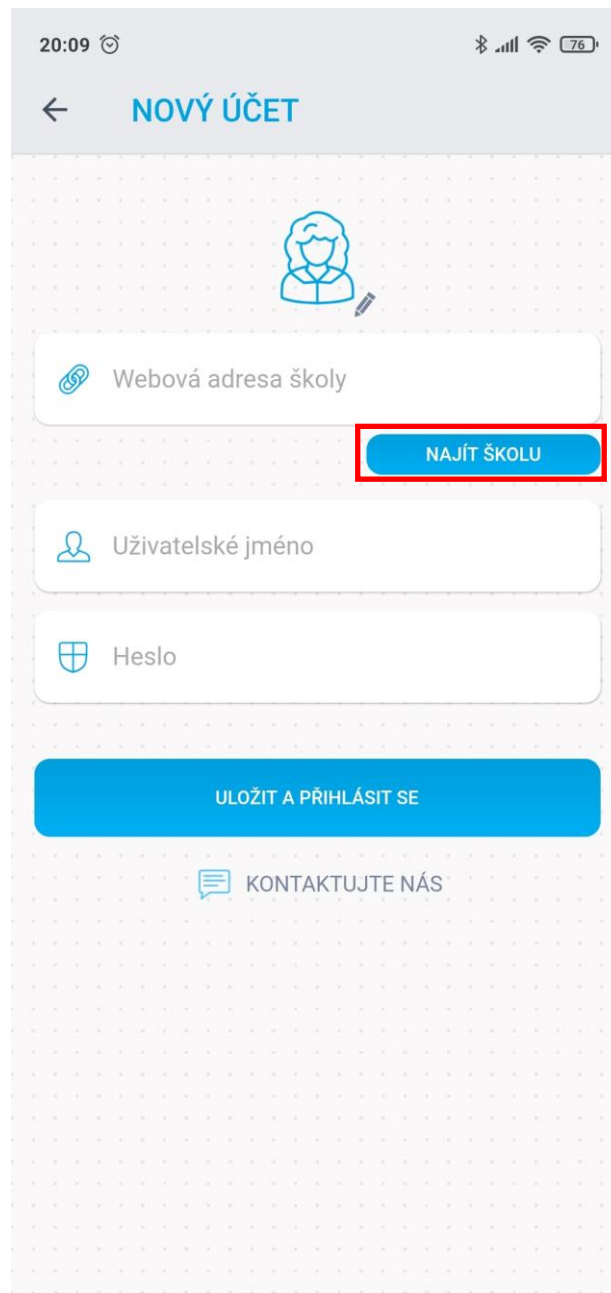 20:09
76
NOVÝ ÚČET
Webová adresa školy
NAJÍT ŠKOLU
Uživatelské jméno
Heslo
ULOŽIT A PŘIHLÁSIT SE
KONTAKTUJTE NÁS